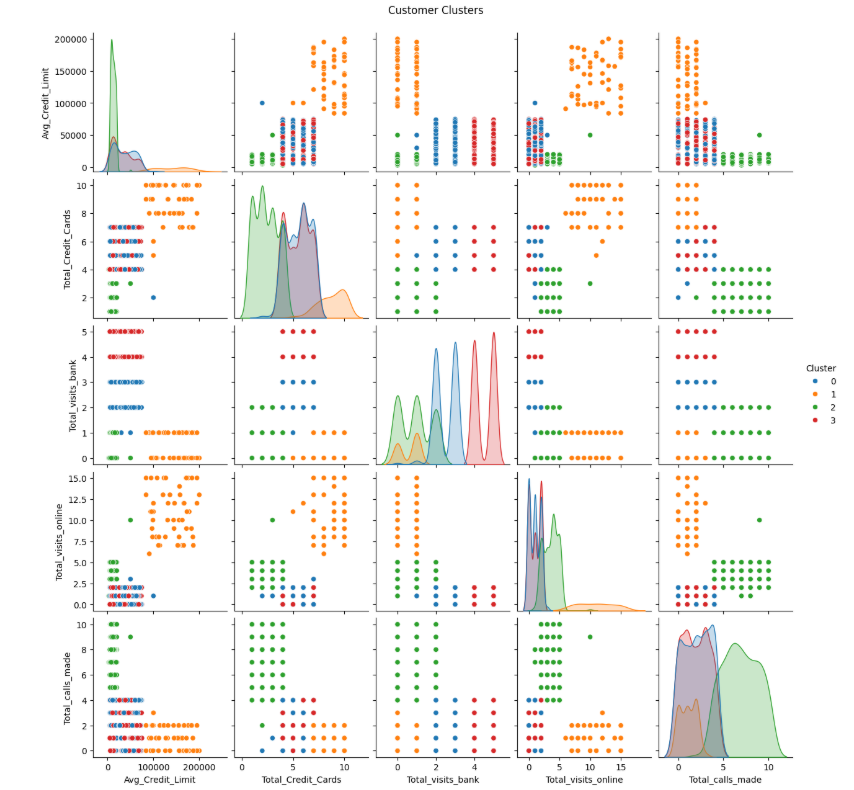 Customer Clusters
200000
150000
100000
50000
0
Avg_Credit_Limit
10
8
6
4
2
Total_Credit_Cards
5
4
3
2
1
0
Total_visits_bank
Cluster
0
1
2
3
15.0
12.5
10.0
7.5
5.0
2.5
0.0
Total_visits_online
10
8
6
4
2
0
Total_calls_made
0 100000 200000
0 5 10
0 2 4
0 5 10 15
0 5 10
Avg_Credit_Limit
Total_Credit_Cards
Total_visits_bank
Total_visits_online
Total_calls_made